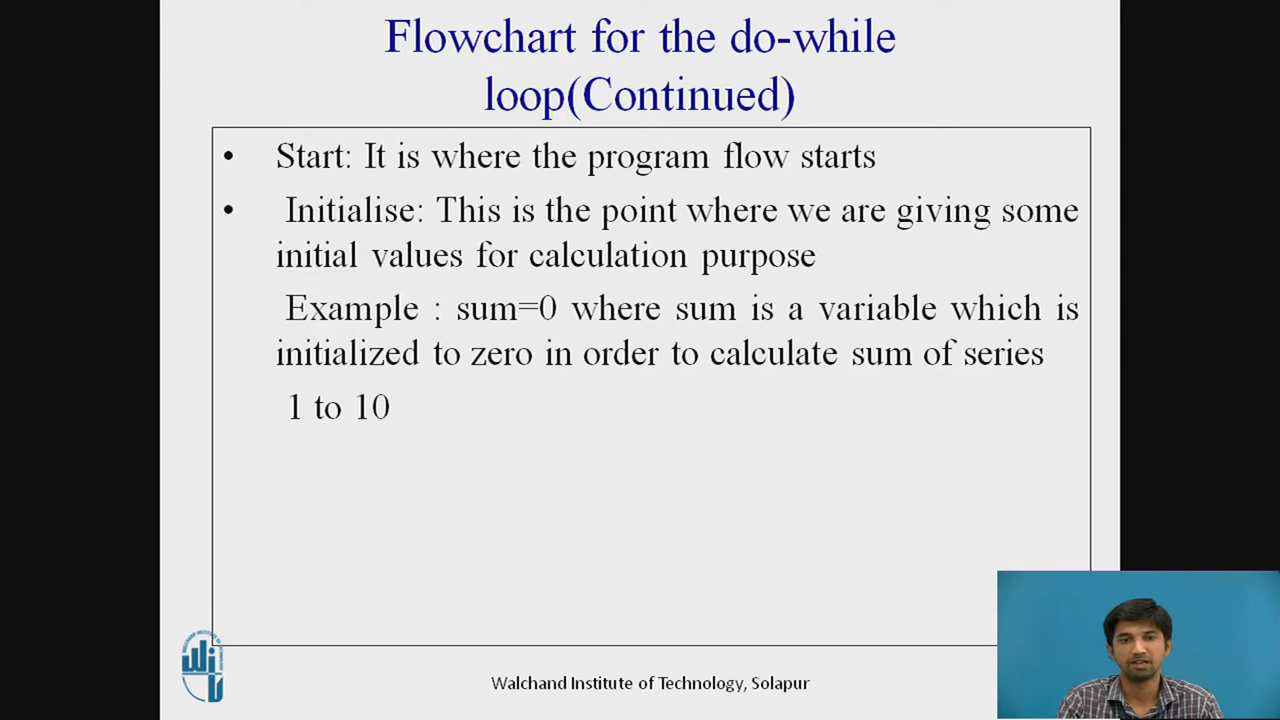 Flowchart for the do-while
loop(Continued)
• Start: It is where the program flow starts
• Initialise: This is the point where we are giving some
initial values for calculation purpose
Example : sum=0 where sum is a variable which is
initialized to zero in order to calculate sum of series
1 to 10
Walchand Institute of Technology, Solapur